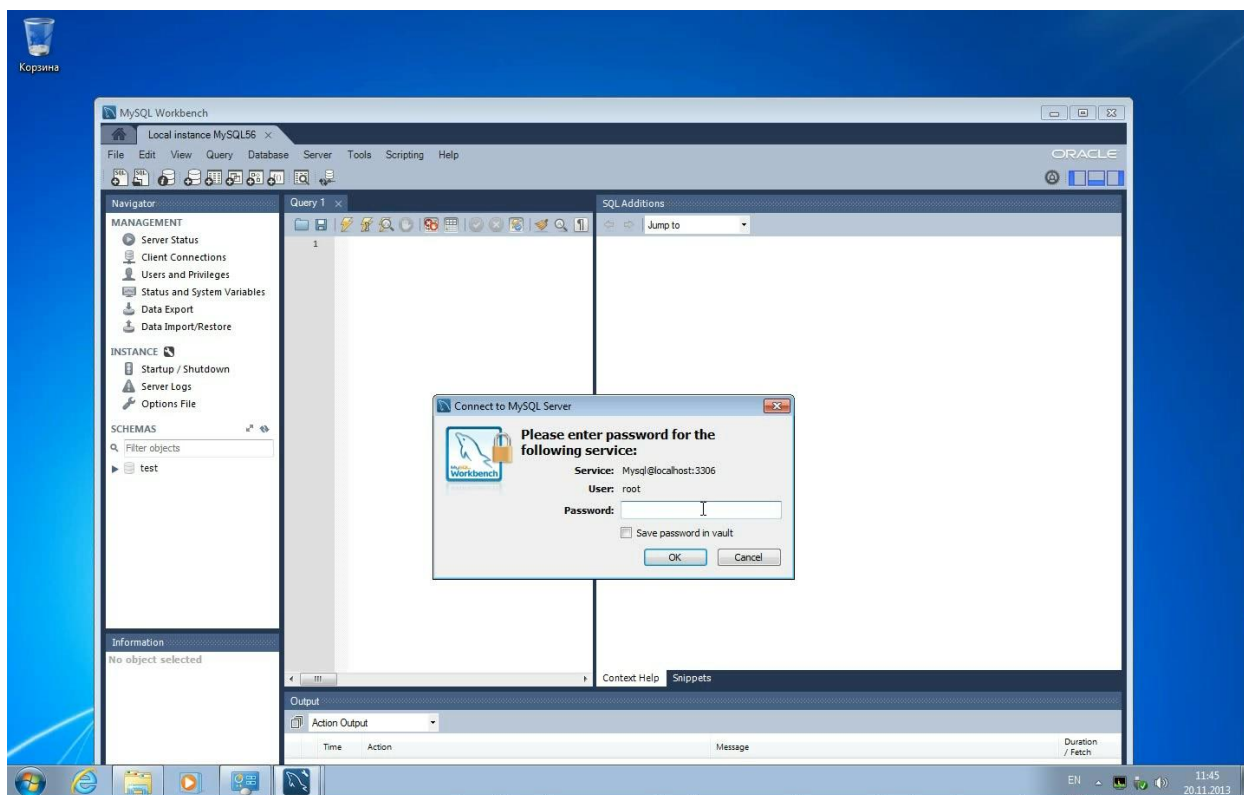 Корзина
MySQL Workbench
Local instance MySQL56
File Edit View Query Database Server Tools Scripting Help
ORACLE
Navigator
MANAGEMENT
Server Status
Client Connections
Users and Privileges
Status and System Variables
Data Export
Data Import/Restore
INSTANCE
Startup / Shutdown
Server Logs
Options File
SCHEMAS
Filter objects
test
Information
No object selected
Query 1
1
SQL Additions
Jump to
Connect to MySQL Server
Please enter password for the
following service:
Service: Mysql@localhost:3306
User: root
Password:
Save password in vault
OK Cancel
MySQL
Workbench
Context Help Snippets
Output
Action Output
Time Action Message Duration
/ Fetch
EN
11:45
20.11.2013